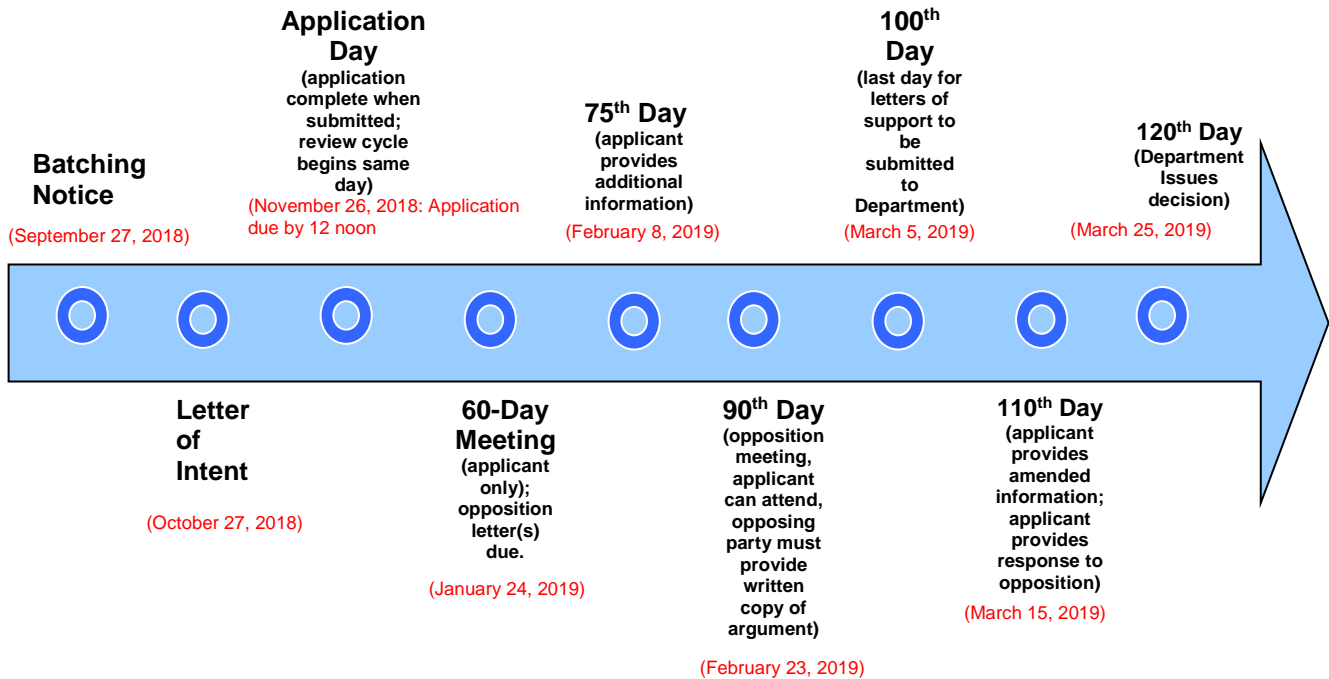 Batching
Notice
(September 27, 2018)
Letter
of
Intent
(October 27, 2018)
Application
Day
(application
complete when
submitted;
review cycle
begins same
day)
(November 26, 2018: Application
due by 12 noon
60-Day
Meeting
(applicant
only);
opposition
letter(s)
due.
(January 24, 2019)
75th Day
(applicant
provides
additional
information)
(February 8, 2019)
90th Day
(opposition
meeting,
applicant
can attend,
opposing
party must
provide
written
copy of
argument)
(February 23, 2019)
100th
Day
(last day for
letters of
support to
be
submitted
to
Department)
(March 5, 2019)
110th Day
(applicant
provides
amended
information;
applicant
provides
response to
opposition)
(March 15, 2019)
120th Day
(Department
Issues
decision)
(March 25, 2019)